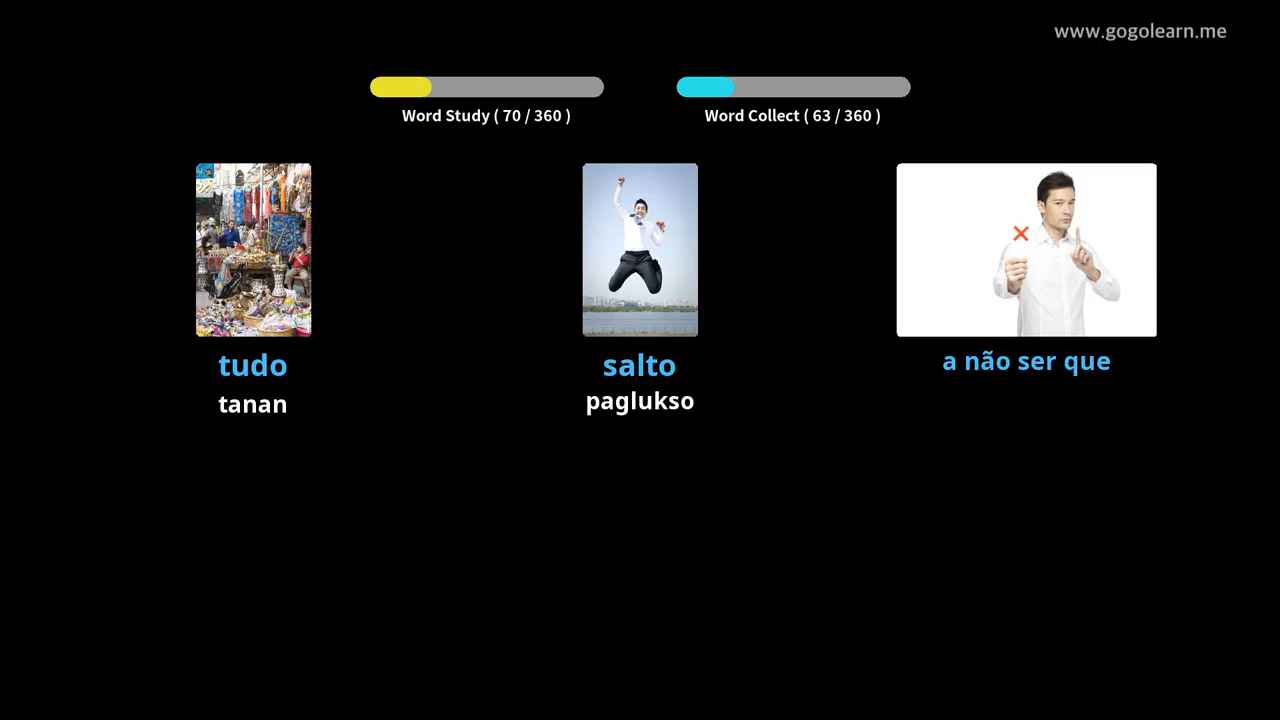 www.gogolearn.me
Word Study ( 70 / 360 )
Word Collect ( 63 / 360 )
tudo
tanan
salto
paglukso
a não ser que